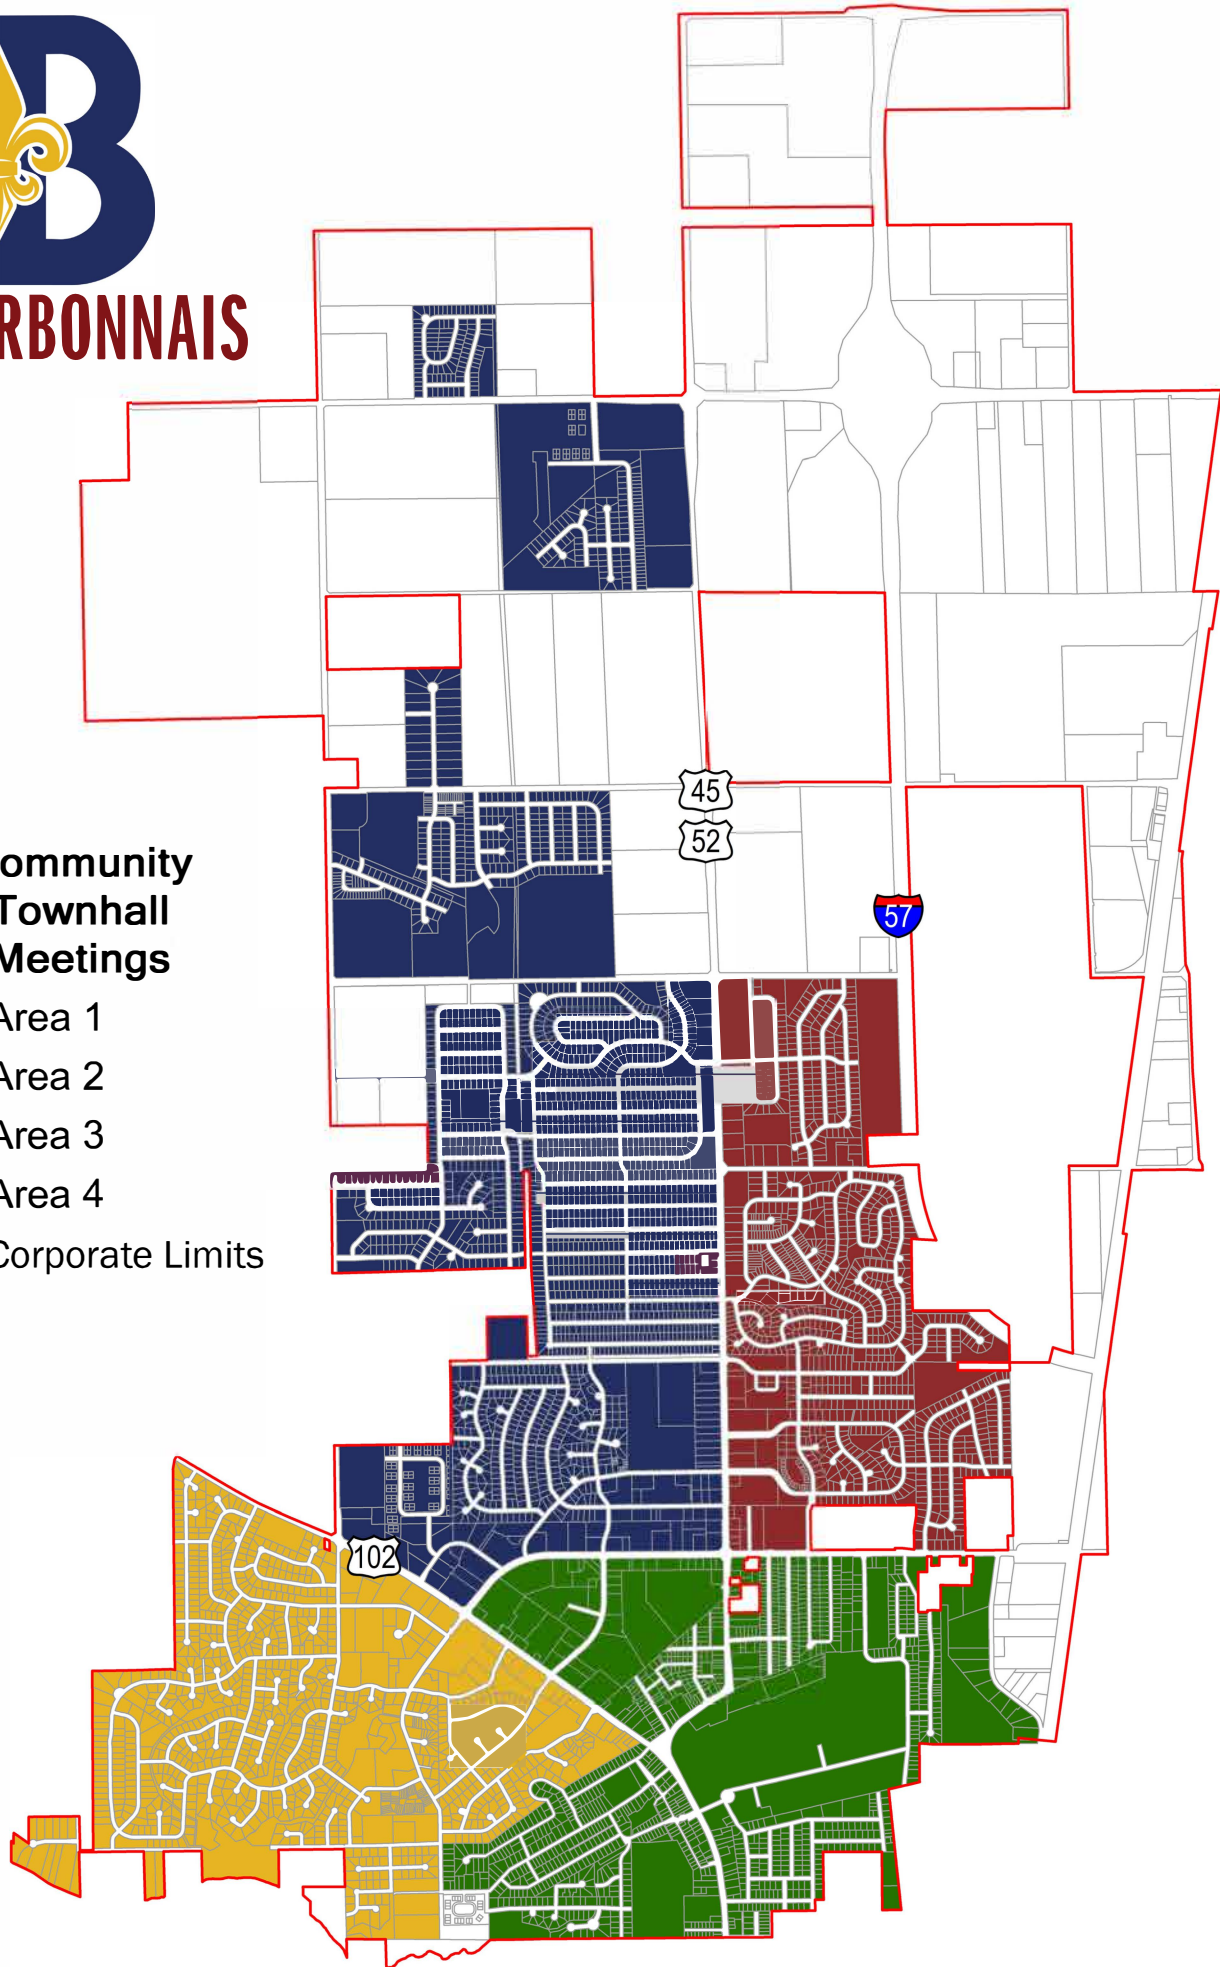 B
RBONNAIS
45
52
57
ommunity
Townhall
Meetings
Area 1
Area 2
Area 3
Area 4
Corporate Limits
102